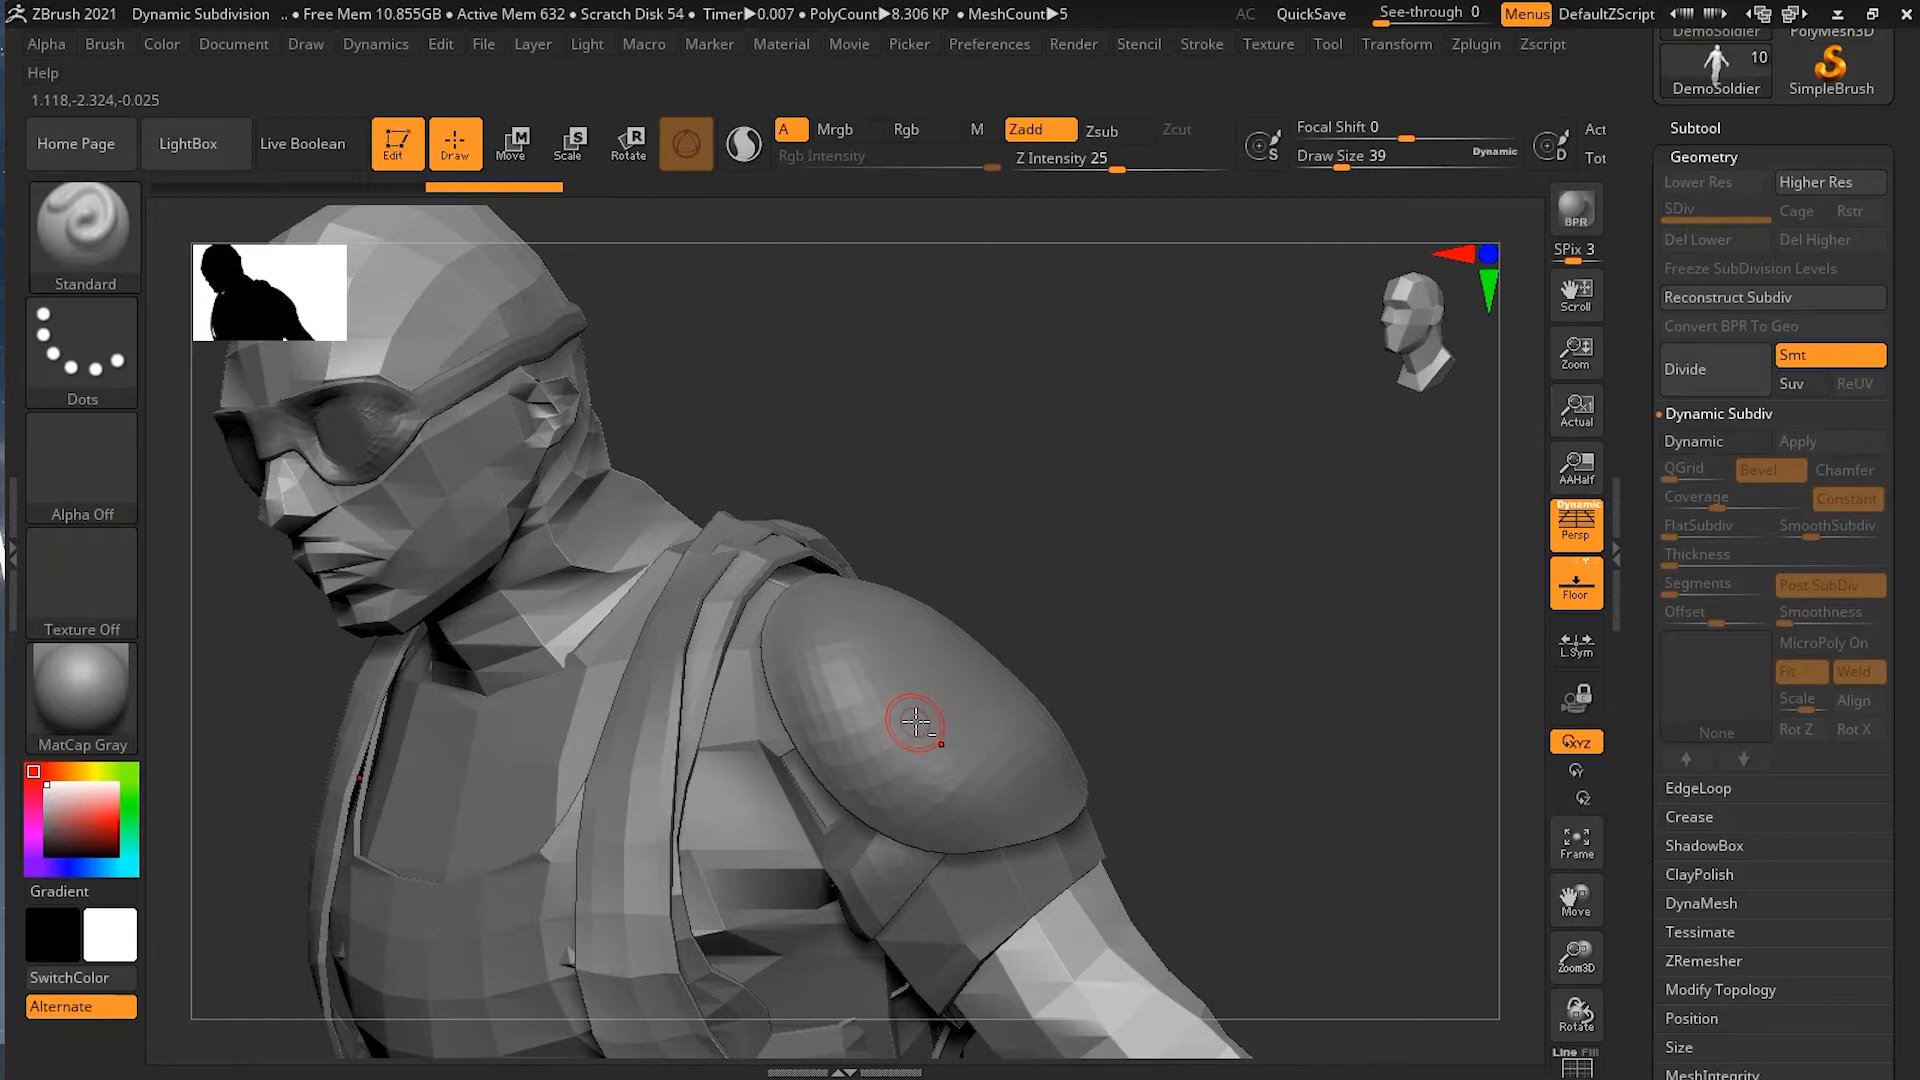 ZBrush 2021 Dynamic Subdivision .. • Free Mem 10.855GB • Active Mem 632 • Scratch Disk 54 • Timer▶0.007 • PolyCount▶8.306 KP • MeshCount▶5 AC QuickSave See-through 0 Menus DefaultZScript
Alpha Brush Color Document Draw Dynamics Edit File Layer Light Macro Marker Material Movie Picker Preferences Render Stencil Stroke Texture Tool Transform Zplugin Zscript
Help
1.118,-2.324,-0.025
Home Page
LightBox
Live Boolean
Edit
Draw
Move
Scale
Rotate
A Mrgb Rgb M
Rgb Intensity
Zadd Zsub Zcut
Z Intensity 25
Focal Shift 0
Draw Size 39 Dynamic
Act
Tot
Standard
Dots
Alpha Off
Texture Off
MatCap Gray
Gradient
SwitchColor
Alternate
BPR
SPix 3
Scroll
Zoom
Actual
AAHalf
Dynamic
Persp
Floor
L.Sym
XYZ
Frame
Move
Zoom3D
Rotate
Line Fill
DemoSoldier PolyMesh3D
10
DemoSoldier SimpleBrush
Subtool
Geometry
Lower Res Higher Res
SDiv Cage Rstr
Del Lower Del Higher
Freeze SubDivision Levels
Reconstruct Subdiv
Convert BPR To Geo
Divide Smt
Suv ReUV
Dynamic Subdiv
Dynamic Apply
QGrid Bevel Chamfer
Coverage Constant
FlatSubdiv SmoothSubdiv
Thickness
Segments Post SubDiv
Offset Smoothness
MicroPoly On
Fit Weld
Scale Align
None Rot Z Rot X
EdgeLoop
Crease
ShadowBox
ClayPolish
DynaMesh
Tessimate
ZRemesher
Modify Topology
Position
Size
MeshIntegrity